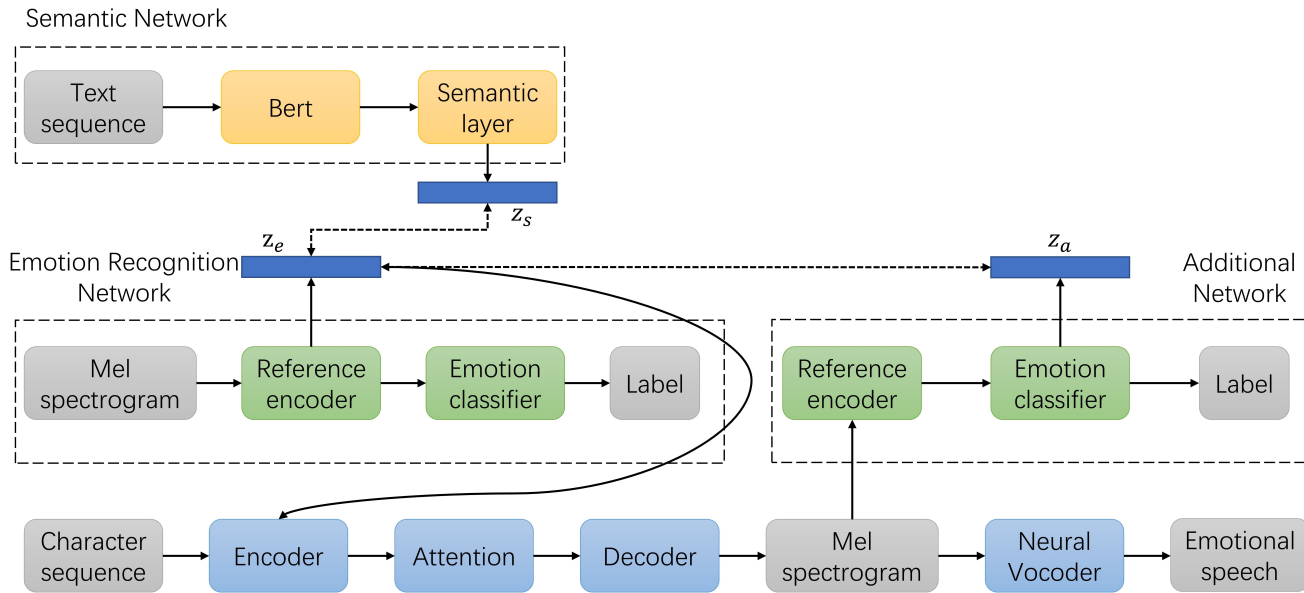 Semantic Network
Text
sequence
Bert
Semantic
layer
z_s
z_e
z_a
Emotion Recognition
Network
Additional
Network
Mel
spectrogram
Reference
encoder
Emotion
classifier
Label
Reference
encoder
Emotion
classifier
Label
Character
sequence
Encoder
Attention
Decoder
Mel
spectrogram
Neural
Vocoder
Emotional
speech